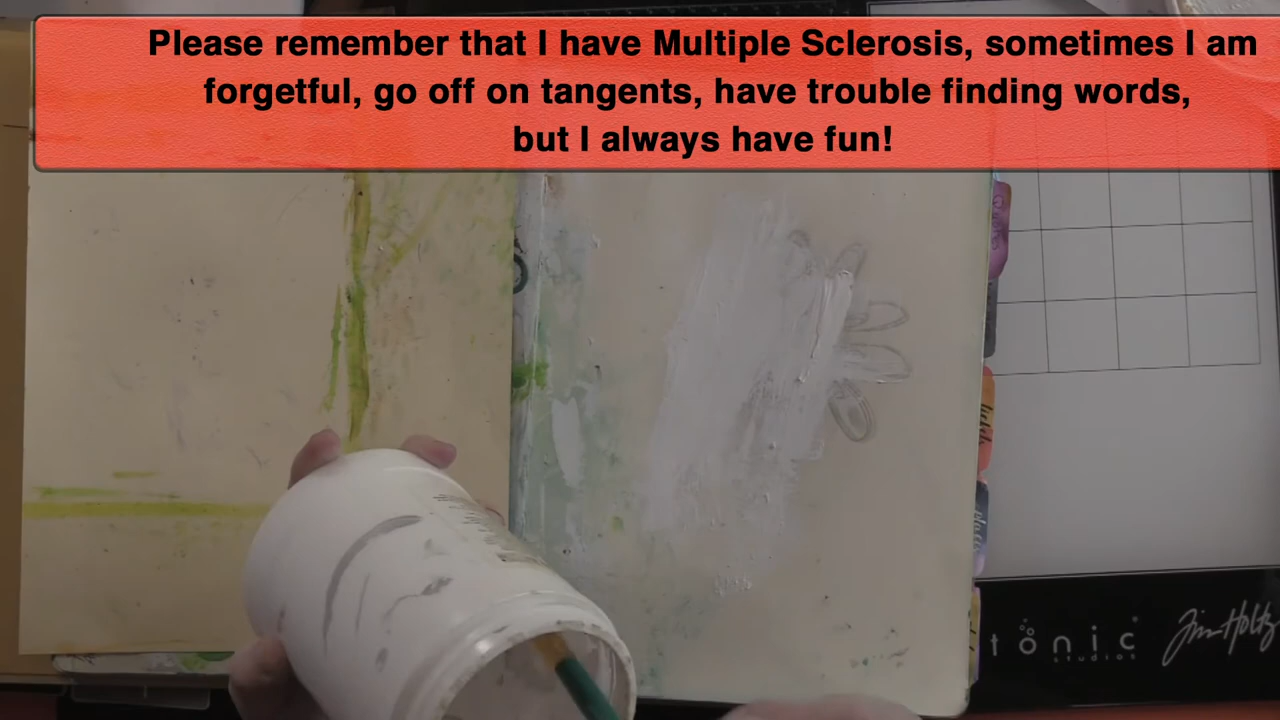 Please remember that I have Multiple Sclerosis, sometimes I am
forgetful, go off on tangents, have trouble finding words,
but I always have fun!
tonic
studios
Tim Holtz